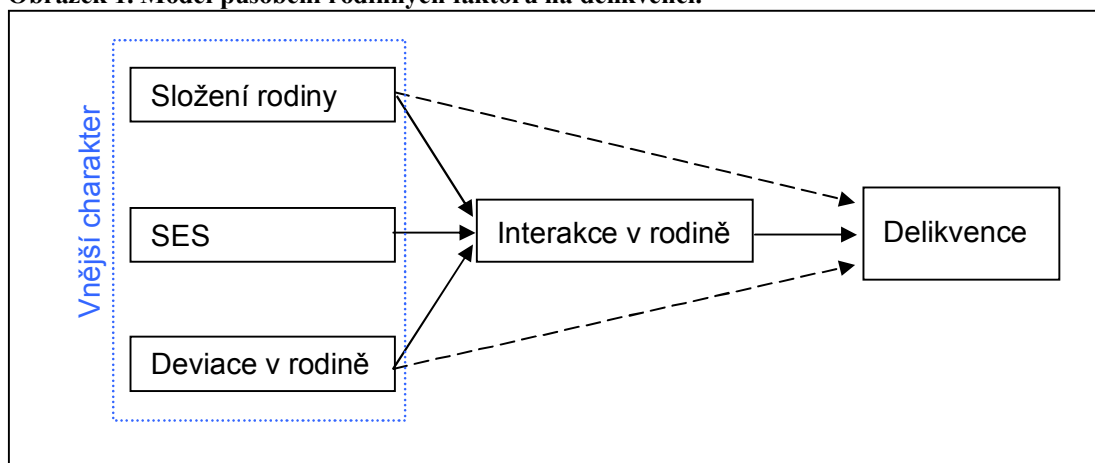 Obrázek 1. Model působení rodinných faktorů na delikvenci.
Vnější charakter
Složení rodiny
SES
Deviace v rodině
Interakce v rodině
Delikvence